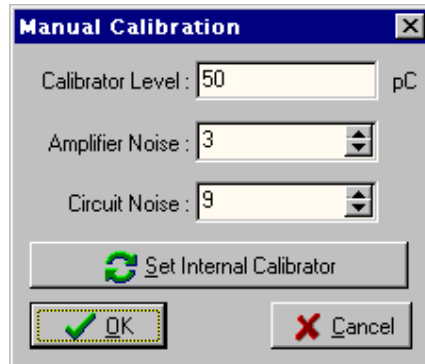 Manual Calibration
Calibrator Level : 50 pC
Amplifier Noise : 3
Circuit Noise : 9
Set Internal Calibrator
OK Cancel